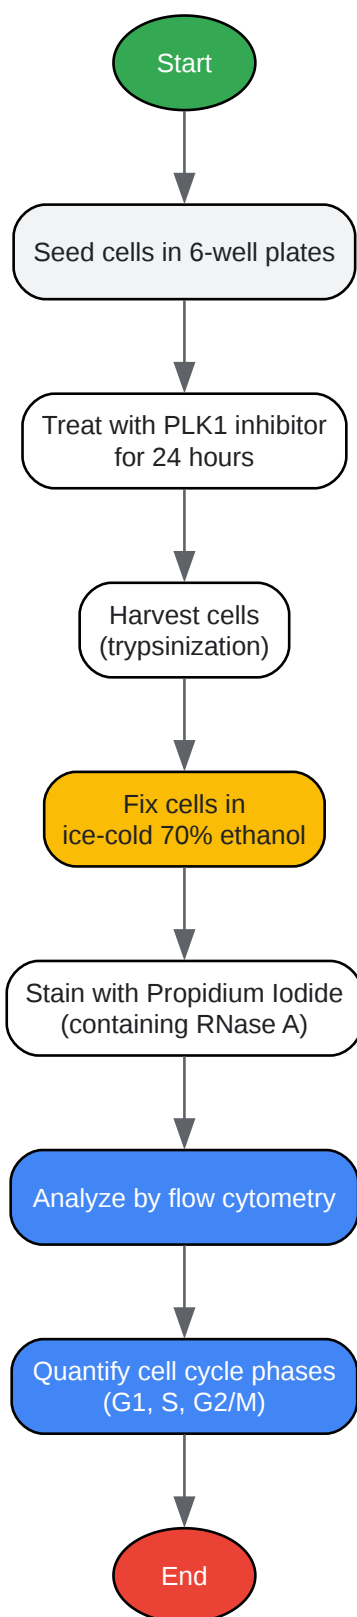 Start
Seed cells in 6-well plates
Treat with PLK1 inhibitor
for 24 hours
Harvest cells
(trypsinization)
Fix cells in
ice-cold 70% ethanol
Stain with Propidium Iodide
(containing RNase A)
Analyze by flow cytometry
Quantify cell cycle phases
(G1, S, G2/M)
End